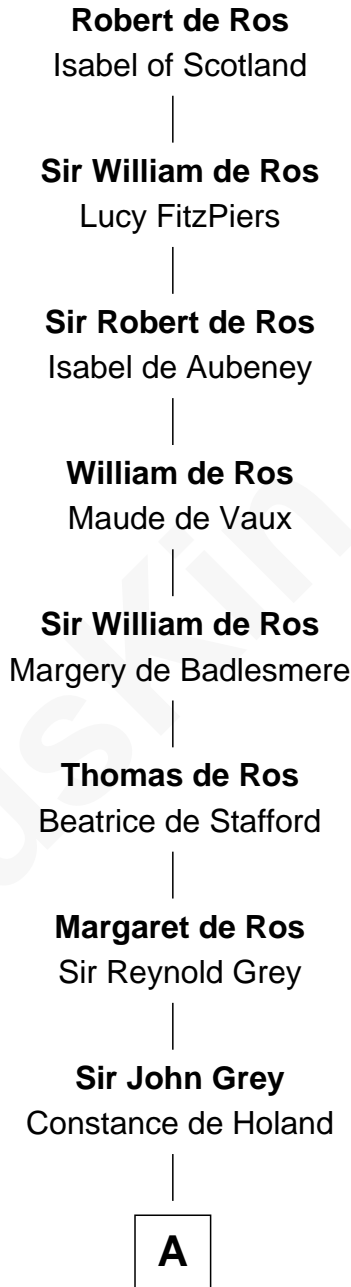 Robert de Ros
Isabel of Scotland
Sir William de Ros
Lucy FitzPiers
Sir Robert de Ros
Isabel de Aubeney
William de Ros
Maude de Vaux
Sir William de Ros
Margery de Badlesmere
Thomas de Ros
Beatrice de Stafford
Margaret de Ros
Sir Reynold Grey
Sir John Grey
Constance de Holand
A